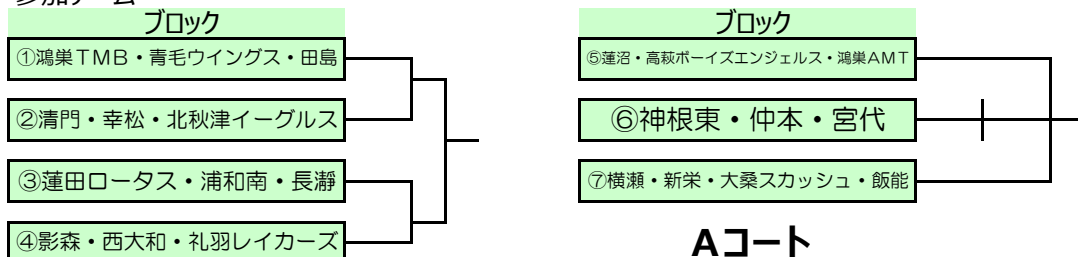 参加チーム
ブロック
①鴻巣TMB・青毛ウイングス・田島
②清門・幸松・北秋津イーグルス
③蓮田ロータス・浦和南・長瀞
④影森・西大和・礼羽レイカーズ
ブロック
⑤蓮沼・高萩ボーイズエンジェルス・鴻巣AMT
⑥神根東・仲本・宮代
⑦横瀬・新栄・大桑スカッシュ・飯能
Aコート